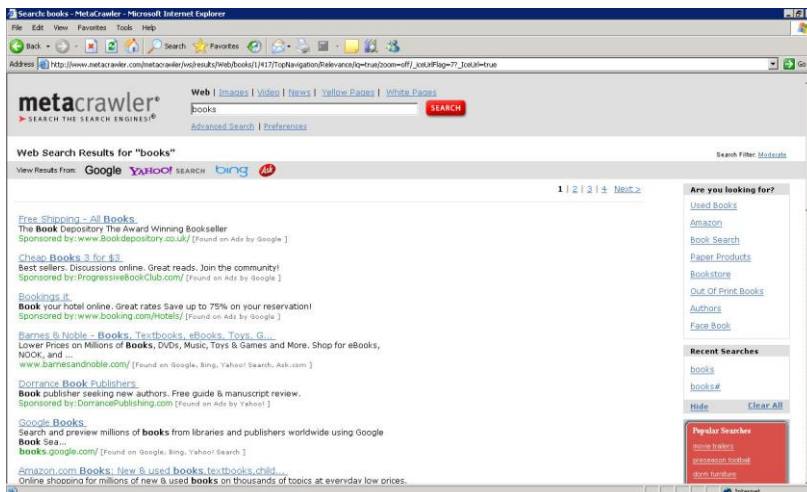 Search: books - MetaCrawler - Microsoft Internet Explorer
File Edit View Favorites Tools Help
Back Search Favorites
Address http://www.metacrawler.com/metacrawler/ws/results/Web/books/1/417/TopNavigation/Relevance/iq=true/zoom=off/_iceUrlFlag=7?_IceUrl=true Go
metacrawler®
SEARCH THE SEARCH ENGINES!®
Web | Images | Video | News | Yellow Pages | White Pages
books SEARCH
Advanced Search | Preferences
Web Search Results for "books"
Search Filter: Moderate
View Results From: Google YAHOO! SEARCH bing Ask
1 | 2 | 3 | 4 Next >
Free Shipping - All Books
The Book Depository The Award Winning Bookseller
Sponsored by: www.Bookdepository.co.uk/ [Found on Ads by Google ]
Cheap Books 3 for $3
Best sellers. Discussions online. Great reads. Join the community!
Sponsored by: ProgressiveBookClub.com/ [Found on Ads by Google ]
Bookings it
Book your hotel online. Great rates Save up to 75% on your reservation!
Sponsored by: www.booking.com/Hotels/ [Found on Ads by Google ]
Barnes & Noble - Books, Textbooks, eBooks, Toys, G...
Lower Prices on Millions of Books, DVDs, Music, Toys & Games and More. Shop for eBooks,
NOOK, and ...
www.barnesandnoble.com/ [Found on Google, Bing, Yahoo! Search, Ask.com ]
Dorrance Book Publishers
Book publisher seeking new authors. Free guide & manuscript review.
Sponsored by: DorrancePublishing.com [Found on Ads by Yahoo! ]
Google Books
Search and preview millions of books from libraries and publishers worldwide using Google
Book Sea...
books.google.com/ [Found on Google, Bing, Yahoo! Search ]
Amazon.com Books: New & used books,textbooks,child...
Online shopping for millions of new & used books on thousands of topics at everyday low prices.
Are you looking for?
Used Books
Amazon
Book Search
Paper Products
Bookstore
Out Of Print Books
Authors
Face Book
Recent Searches
books
books#
Hide Clear All
Popular Searches
movie trailers
preseason football
dorm furniture
Internet